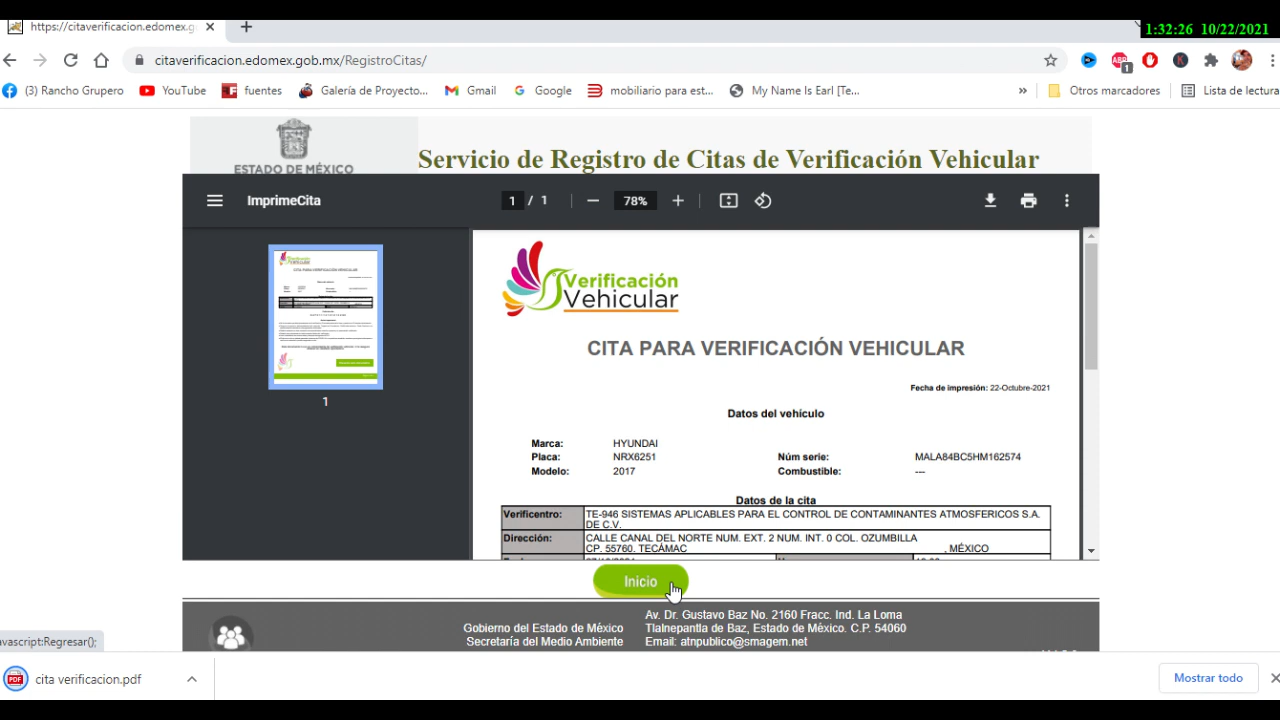 1:32:26 10/22/2021
https://citaverificacion.edomex.g
citaverificacion.edomex.gob.mx/RegistroCitas/
ABP
1
K
(3) Rancho Grupero
YouTube
fuentes
Galería de Proyecto...
Gmail
Google
mobiliario para est...
My Name Is Earl [Te...
»
Otros marcadores
Lista de lectura
ESTADO DE MÉXICO
Servicio de Registro de Citas de Verificación Vehicular
ImprimeCita
1 / 1
78%
Verificación
Vehicular
CITA PARA VERIFICACIÓN VEHICULAR
Fecha de impresión: 22-Octubre-2021
Datos del vehículo
Marca: HYUNDAI
Placa: NRX6251 Núm serie: MALA84BC5HM162574
Modelo: 2017 Combustible: ---
Datos de la cita
Verificentro: TE-946 SISTEMAS APLICABLES PARA EL CONTROL DE CONTAMINANTES ATMOSFERICOS S.A.
DE C.V.
Dirección: CALLE CANAL DEL NORTE NUM. EXT. 2 NUM. INT. 0 COL. OZUMBILLA
CP. 55760. TECÁMAC , MÉXICO
1
Inicio
Gobierno del Estado de México
Secretaría del Medio Ambiente
Av. Dr. Gustavo Baz No. 2160 Fracc. Ind. La Loma
Tlalnepantla de Baz, Estado de México. C.P. 54060
Email: atnpublico@smagem.net
avascript:Regresar();
PDF
cita verificacion.pdf
Mostrar todo